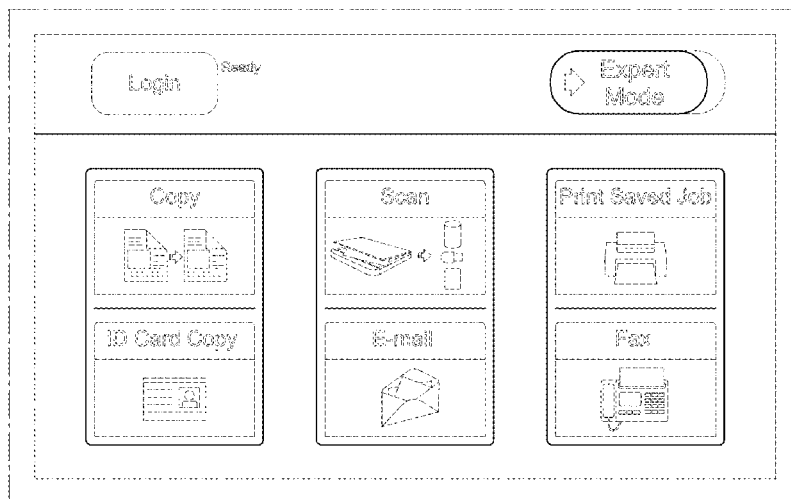 Login
Ready
Expert
Mode
Copy
Scan
Print Saved Job
ID Card Copy
E-mail
Fax